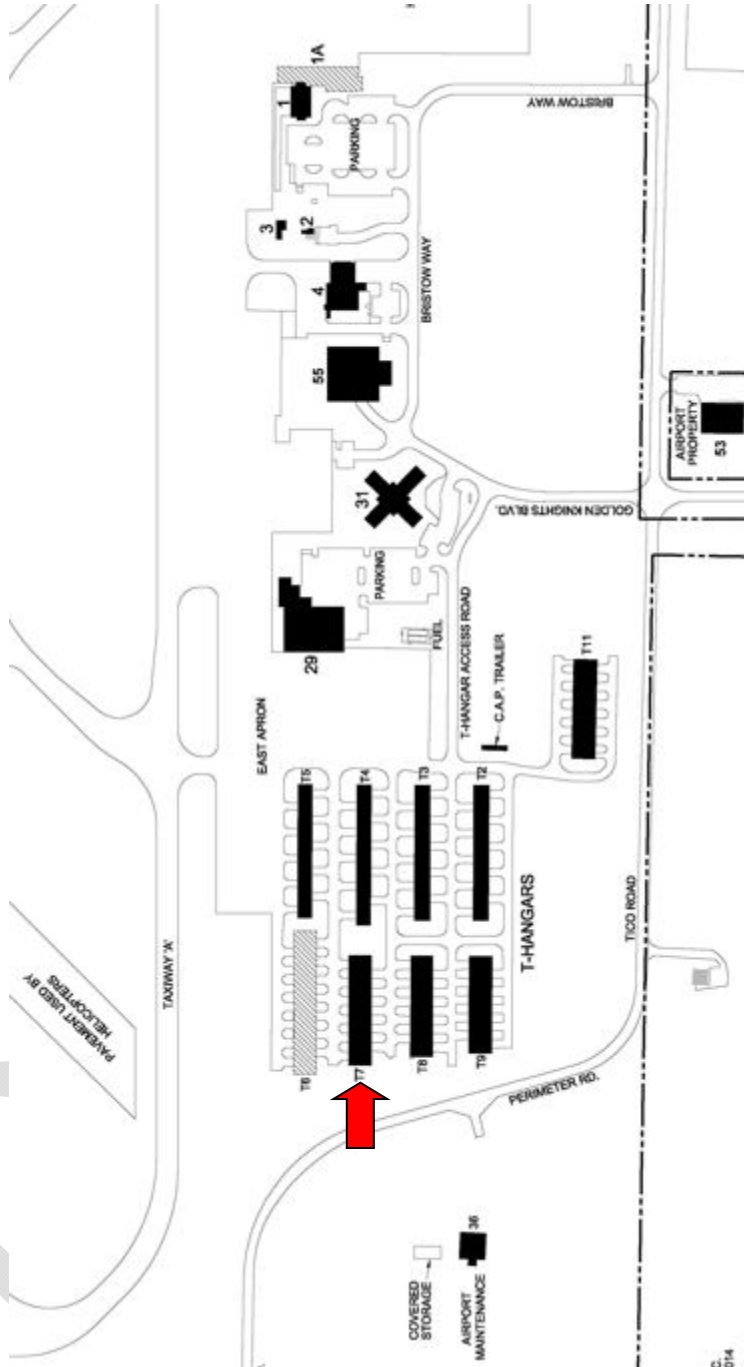 1A
1
PARKING
BRISTOW WAY
3
2
4
BRISTOW WAY
55
AIRPORT
PROPERTY
53
31
GOLDEN KNIGHTS BLVD.
PARKING
FUEL
29
T-HANGAR ACCESS ROAD
C.A.P. TRAILER
T11
EAST APRON
T5
T4
T3
T2
T-HANGARS
TICO ROAD
TAXIWAY 'A'
PAVEMENT USED BY
HELICOPTERS
T6
T7
T8
T9
PERIMETER RD.
COVERED
STORAGE
36
AIRPORT
MAINTENANCE
C.
014